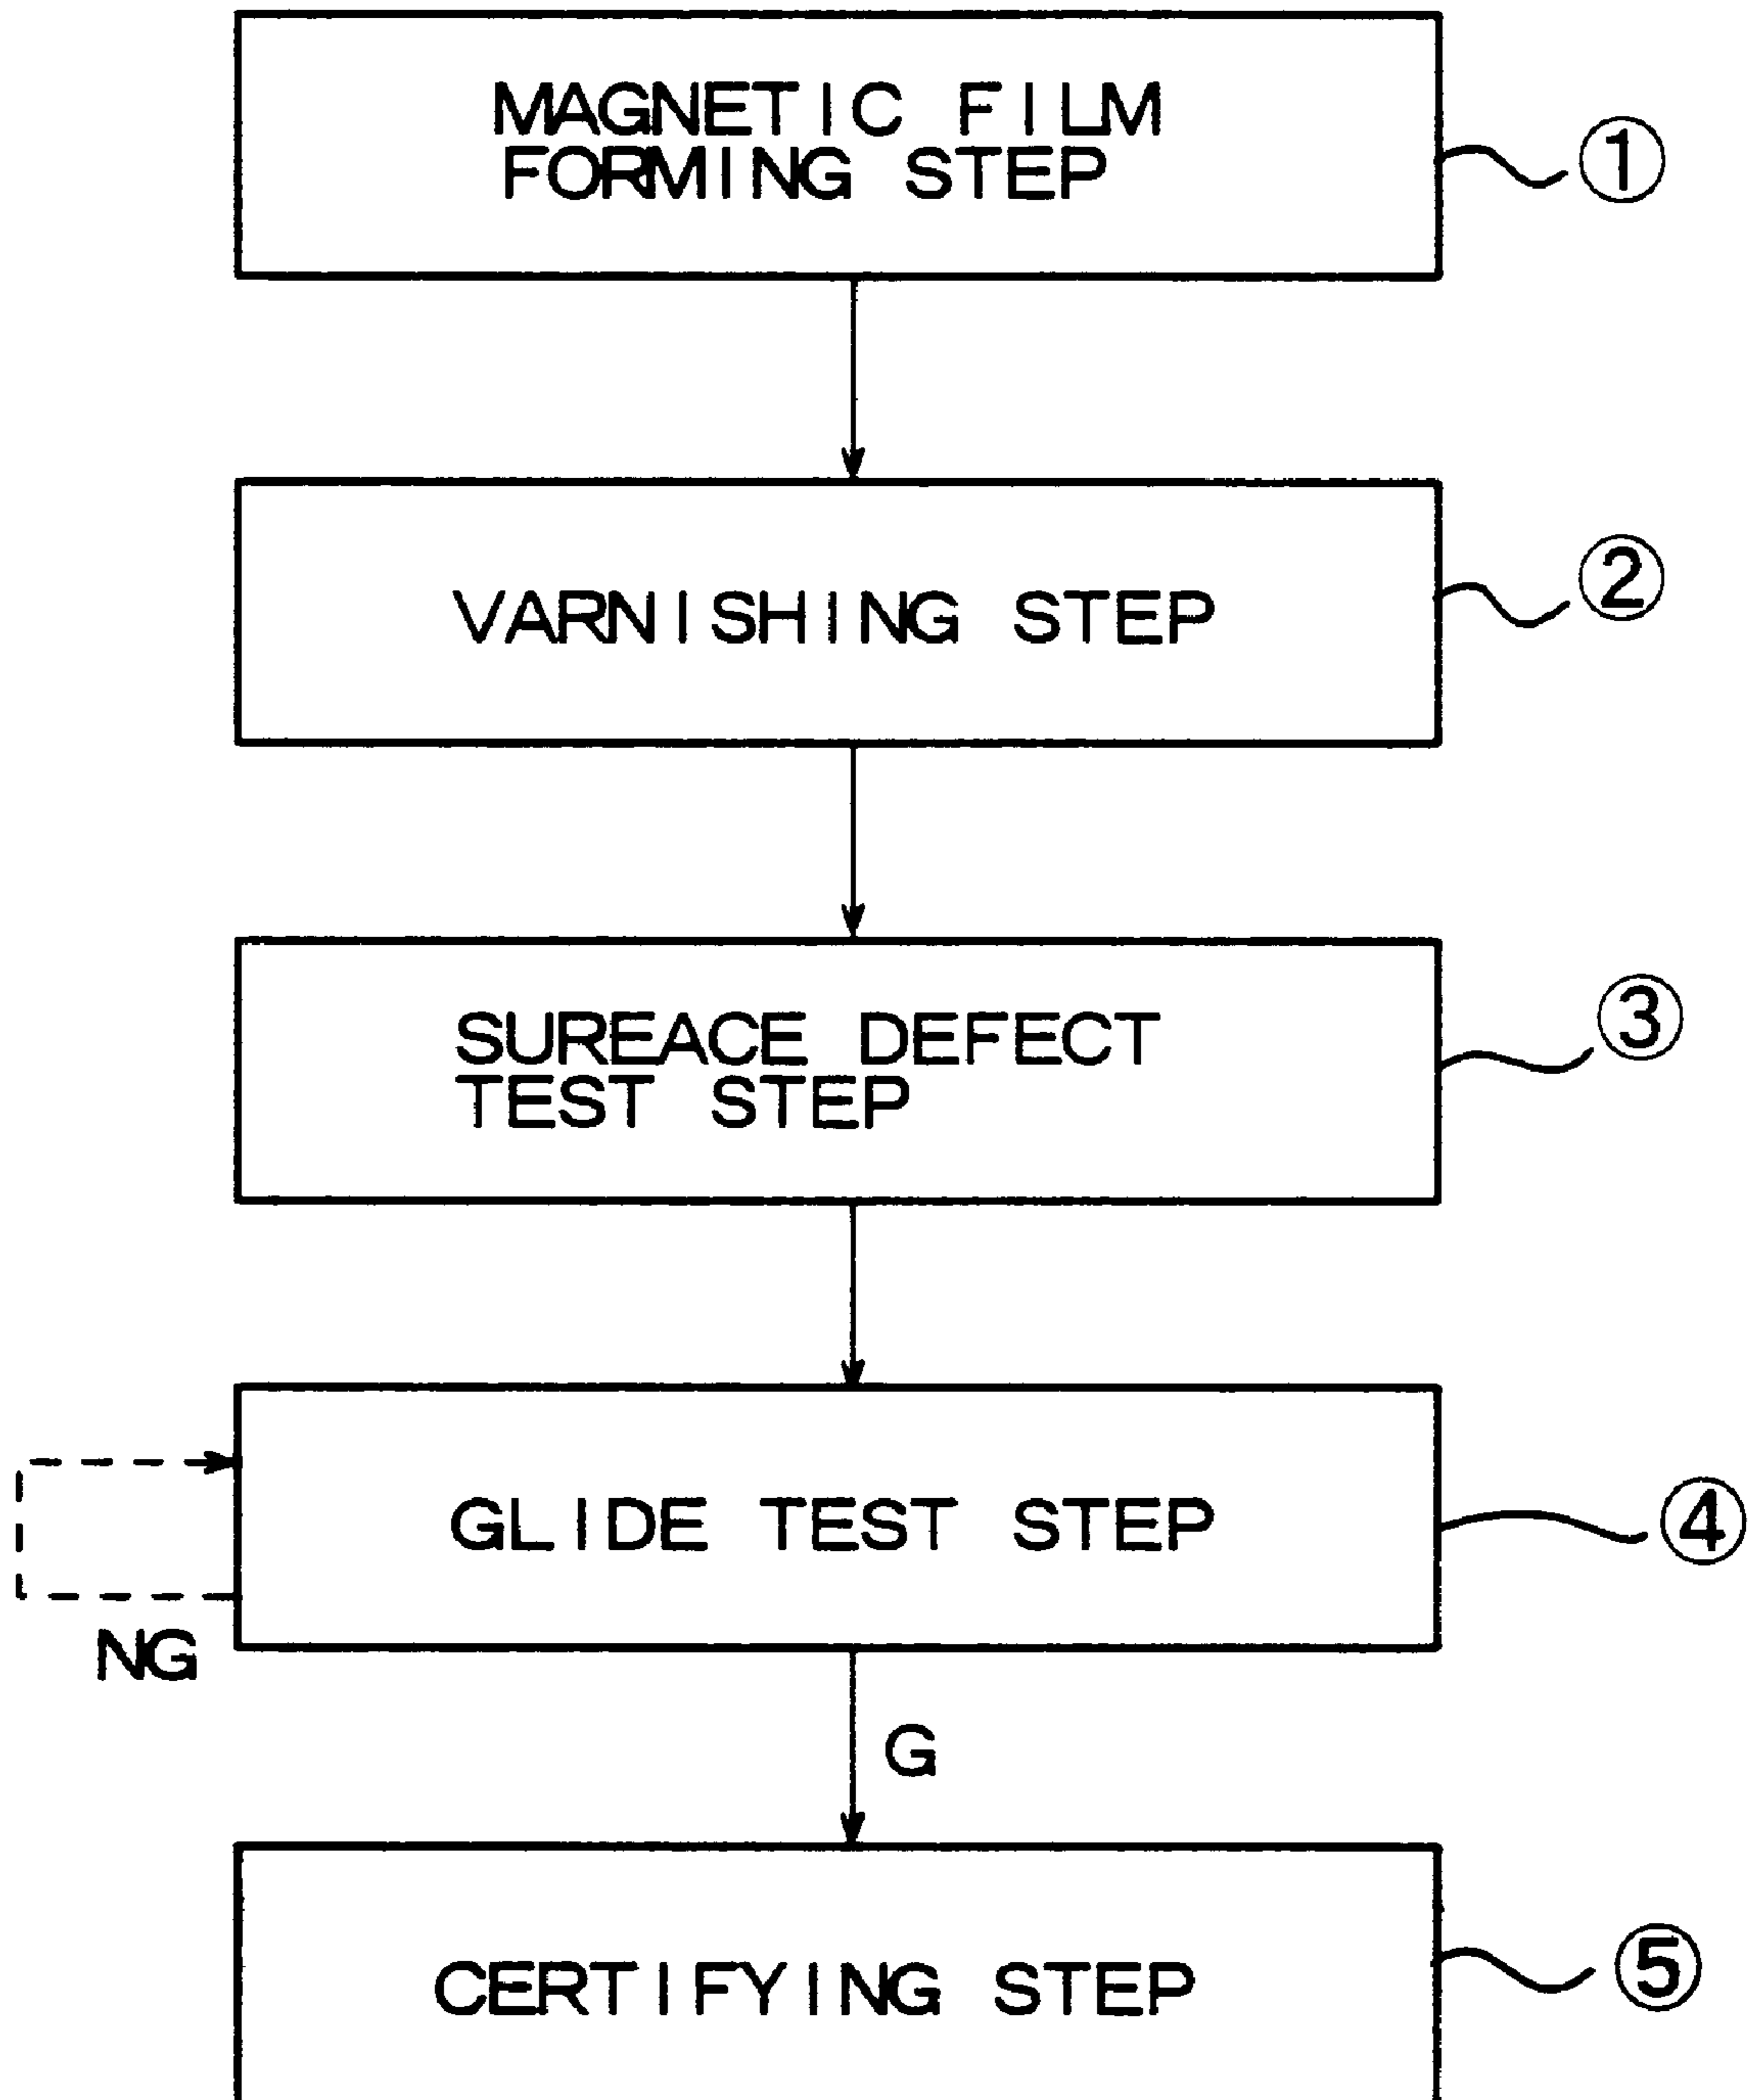 MAGNETIC FILM
FORMING STEP
①
VARNISHING STEP
②
SUREACE DEFECT
TEST STEP
③
GLIDE TEST STEP
④
NG
G
CERTIFYING STEP
⑤